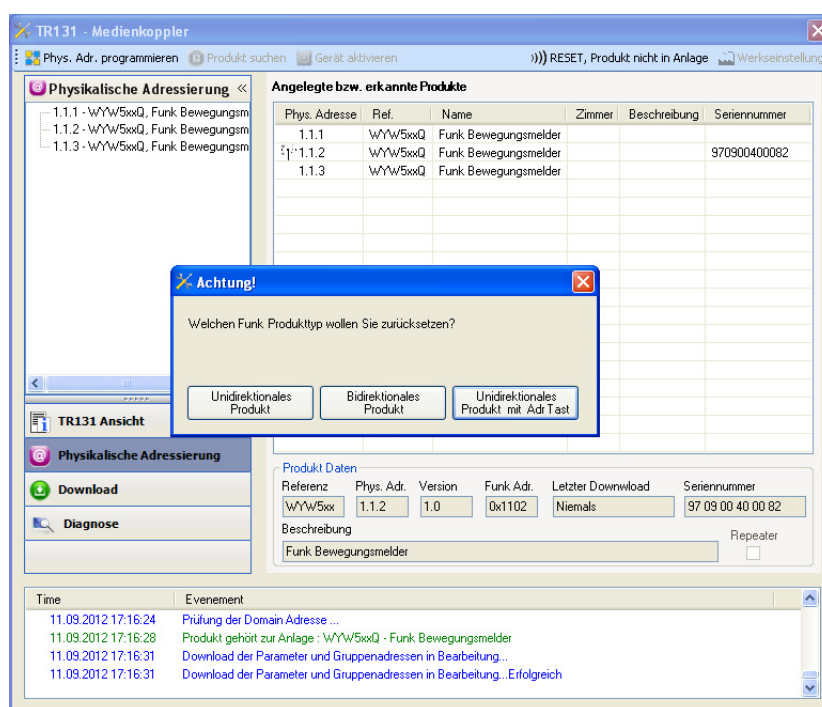 TR131 - Medienkoppler
Phys. Adr. programmieren Produkt suchen Gerät aktivieren ))) RESET, Produkt nicht in Anlage Werkseinstellung
Physikalische Adressierung «
1.1.1 - WYW5xxQ, Funk Bewegungsm
1.1.2 - WYW5xxQ, Funk Bewegungsm
1.1.3 - WYW5xxQ, Funk Bewegungsm
Angelegte bzw. erkannte Produkte
Phys. Adresse Ref. Name Zimmer Beschreibung Seriennummer
1.1.1 WYW5xxQ Funk Bewegungsmelder
1.1.2 WYW5xxQ Funk Bewegungsmelder 970900400082
1.1.3 WYW5xxQ Funk Bewegungsmelder
Achtung!
Welchen Funk Produkttyp wollen Sie zurücksetzen?
Unidirektionales Produkt
Bidirektionales Produkt
Unidirektionales Produkt mit Adr Tast
TR131 Ansicht
Physikalische Adressierung
Download
Diagnose
Produkt Daten
Referenz Phys. Adr. Version Funk Adr. Letzter Downwload Seriennummer
WYW5xx 1.1.2 1.0 0x1102 Niemals 97 09 00 40 00 82
Beschreibung
Repeater
Funk Bewegungsmelder
Time Evenement
11.09.2012 17:16:24 Prüfung der Domain Adresse ...
11.09.2012 17:16:28 Produkt gehört zur Anlage : WYW5xxQ - Funk Bewegungsmelder
11.09.2012 17:16:31 Download der Parameter und Gruppenadressen in Bearbeitung...
11.09.2012 17:16:31 Download der Parameter und Gruppenadressen in Bearbeitung...Erfolgreich